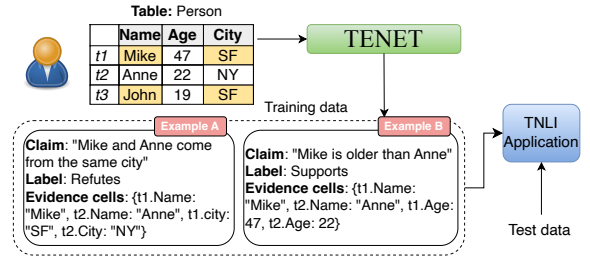 Table: Person
Name Age City
t1 Mike 47 SF
t2 Anne 22 NY
t3 John 19 SF
TENET
Training data
Example A
Claim: "Mike and Anne come
from the same city"
Label: Refutes
Evidence cells: {t1.Name:
"Mike", t2.Name: "Anne", t1.city:
"SF", t2.City: "NY"}
Example B
Claim: "Mike is older than Anne"
Label: Supports
Evidence cells: {t1.Name:
"Mike", t2.Name: "Anne", t1.Age:
47, t2.Age: 22}
TNLI
Application
Test data